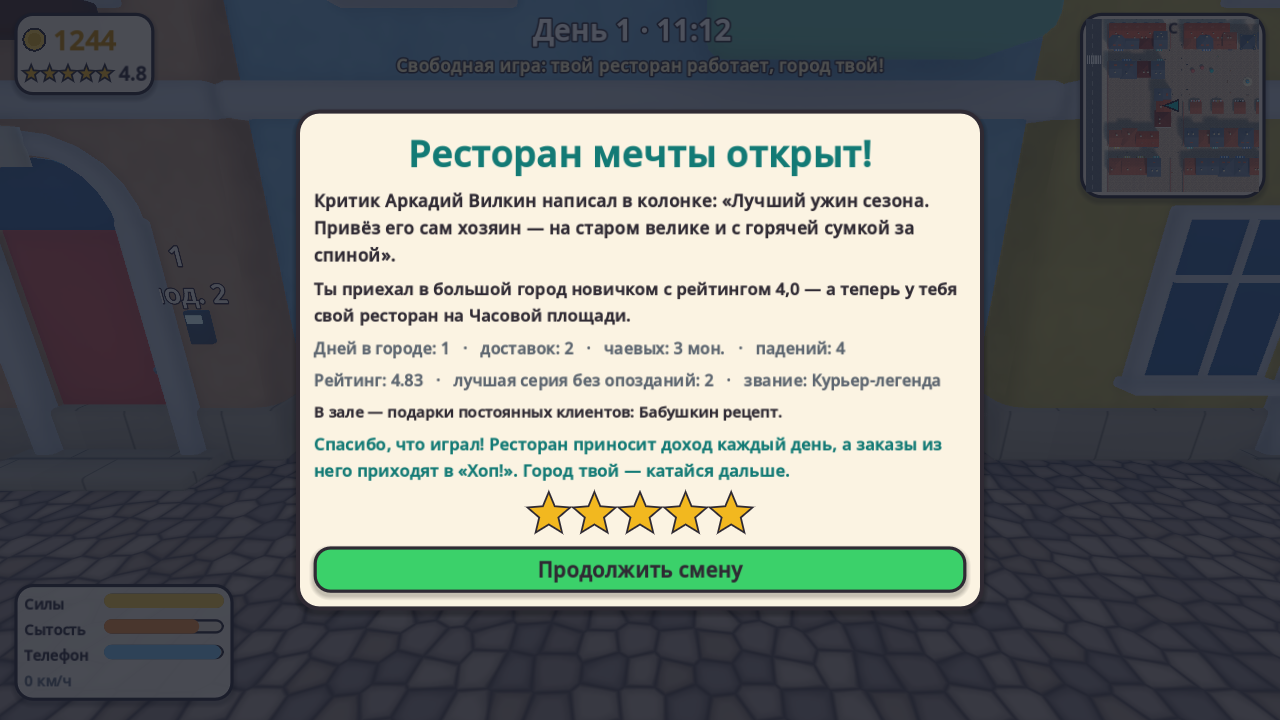 1244
4.8
День 1 · 11:12
Свободная игра: твой ресторан работает, город твой!
С
1
од. 2
Ресторан мечты открыт!
Критик Аркадий Вилкин написал в колонке: «Лучший ужин сезона.
Привёз его сам хозяин — на старом велике и с горячей сумкой за
спиной».
Ты приехал в большой город новичком с рейтингом 4,0 — а теперь у тебя
свой ресторан на Часовой площади.
Дней в городе: 1 · доставок: 2 · чаевых: 3 мон. · падений: 4
Рейтинг: 4.83 · лучшая серия без опозданий: 2 · звание: Курьер-легенда
В зале — подарки постоянных клиентов: Бабушкин рецепт.
Спасибо, что играл! Ресторан приносит доход каждый день, а заказы из
него приходят в «Хоп!». Город твой — катайся дальше.
Продолжить смену
Силы
Сытость
Телефон
0 км/ч